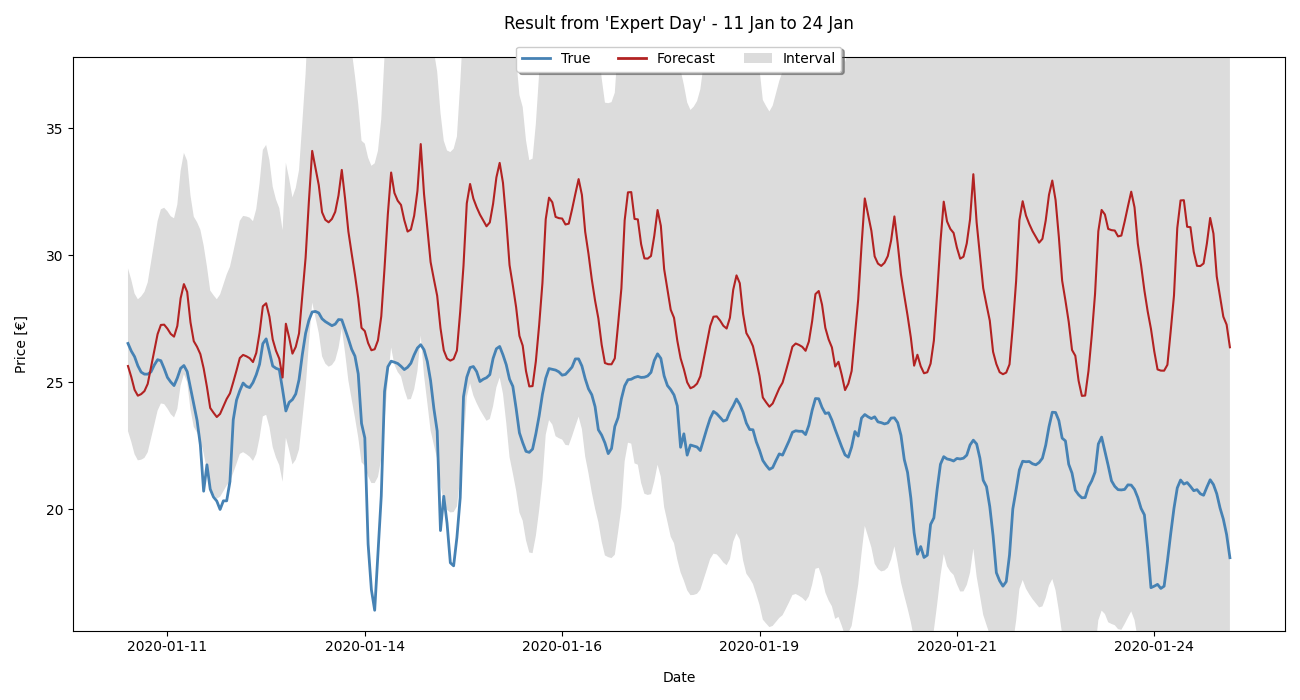 Result from 'Expert Day' - 11 Jan to 24 Jan
True Forecast Interval
35
30
25
20
Price [€]
2020-01-11 2020-01-14 2020-01-16 2020-01-19 2020-01-21 2020-01-24
Date